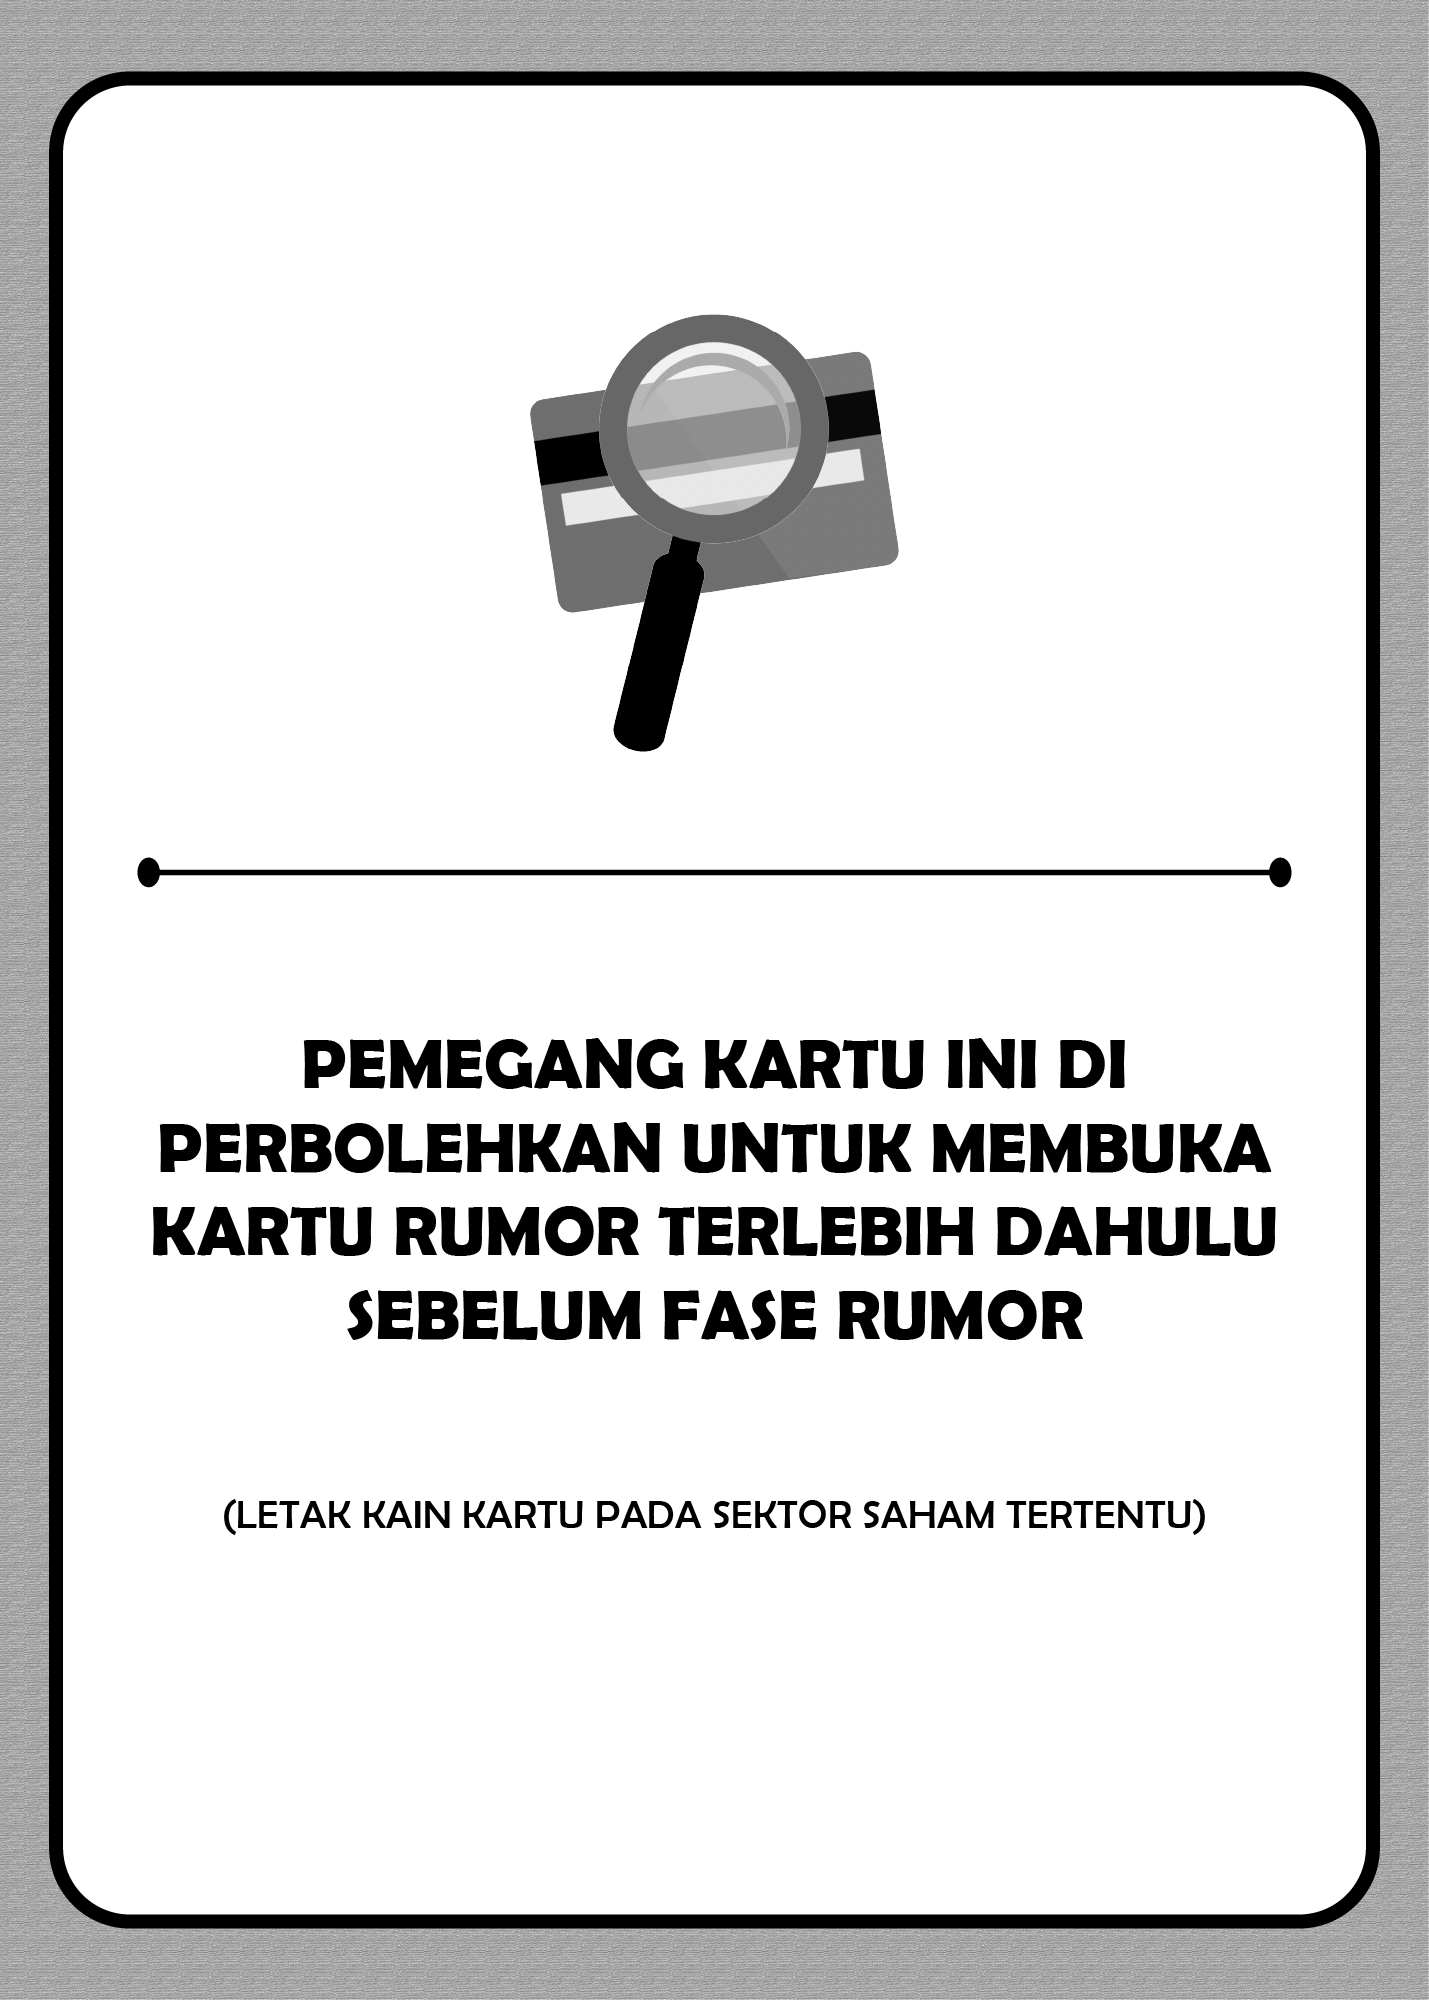 PEMEGANG KARTU INI DI
PERBOLEHKAN UNTUK MEMBUKA
KARTU RUMOR TERLEBIH DAHULU
SEBELUM FASE RUMOR
(LETAK KAIN KARTU PADA SEKTOR SAHAM TERTENTU)